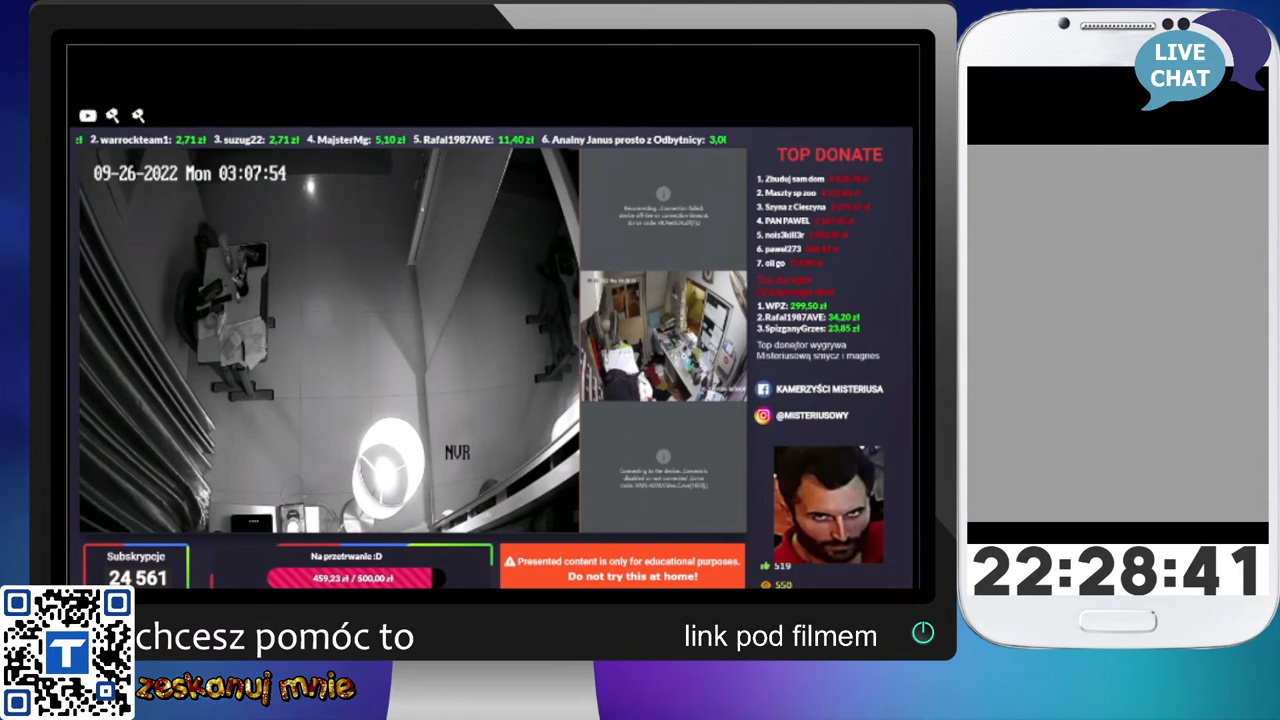 LIVE
CHAT
zł 2. warrockteam1: 2,71 zł 3. suzug22: 2,71 zł 4. MajsterMg: 5,10 zł 5. Rafal1987AVE: 11,40 zł 6. Analny Janus prosto z Odbytnicy: 3,0
09-26-2022 Mon 03:07:54
NVR
TOP DONATE
1. Zbuduj sam dom
2. Maszty sp zoo
3. Szyna z Cieszyna
4. PAN PAWEL
5. nois3kill3r
6. pawel273
7. oli go
Top donejtor
1.WPZ: 299,50 zł
2.Rafal1987AVE: 34,20 zł
3.SpizganyGrzes: 23,85 zł
Top donejtor wygrywa
Misteriusową smycz i magnes
KAMERZYŚCI MISTERIUSA
@MISTERIUSOWY
519
550
Subskrypcje
24 561
Na przetrwanie :D
459,23 zł / 500,00 zł
Presented content is only for educational purposes.
Do not try this at home!
22:28:41
chcesz pomóc to
link pod filmem
T
zeskanuj mnie